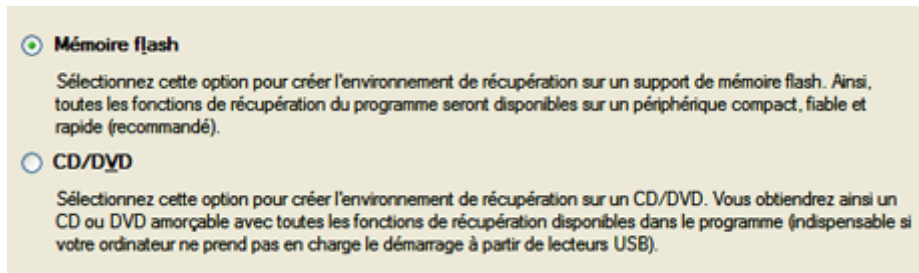 Mémoire flash
Sélectionnez cette option pour créer l'environnement de récupération sur un support de mémoire flash. Ainsi,
toutes les fonctions de récupération du programme seront disponibles sur un périphérique compact, fiable et
rapide (recommandé).
CD/DVD
Sélectionnez cette option pour créer l'environnement de récupération sur un CD/DVD. Vous obtiendrez ainsi un
CD ou DVD amorçable avec toutes les fonctions de récupération disponibles dans le programme (indispensable si
votre ordinateur ne prend pas en charge le démarrage à partir de lecteurs USB).